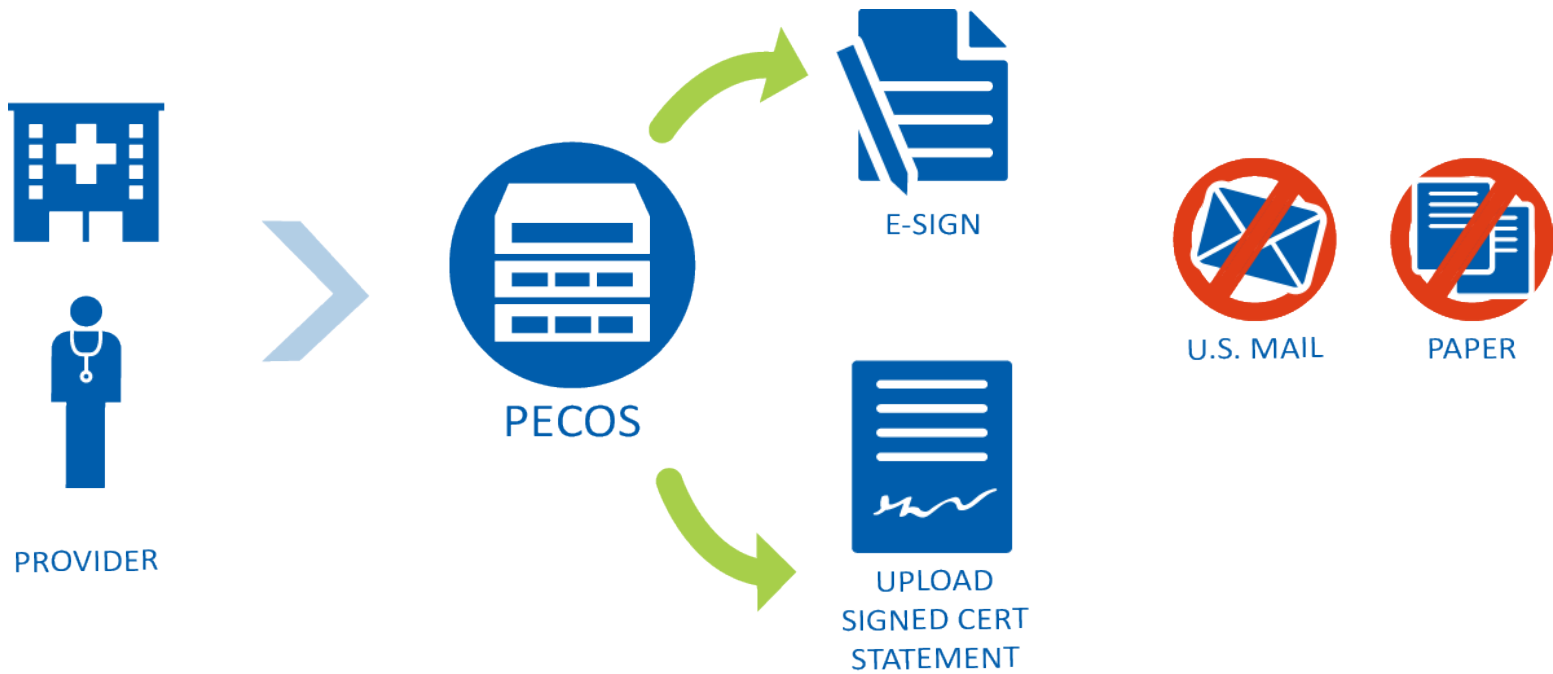 PROVIDER
PECOS
E-SIGN
UPLOAD
SIGNED CERT
STATEMENT
U.S. MAIL
PAPER